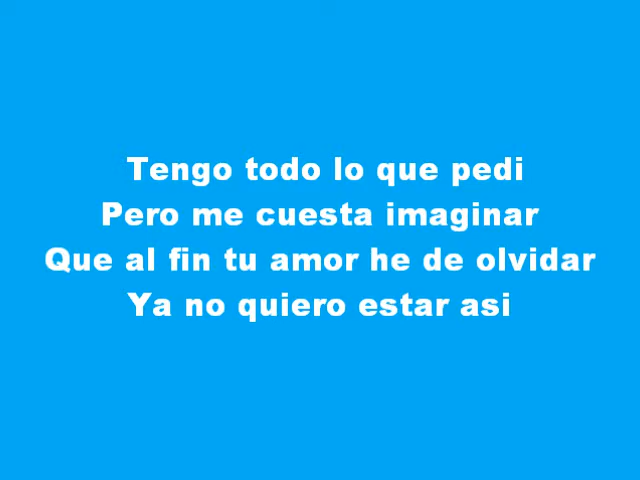 Tengo todo lo que pedi
Pero me cuesta imaginar
Que al fin tu amor he de olvidar
Ya no quiero estar asi